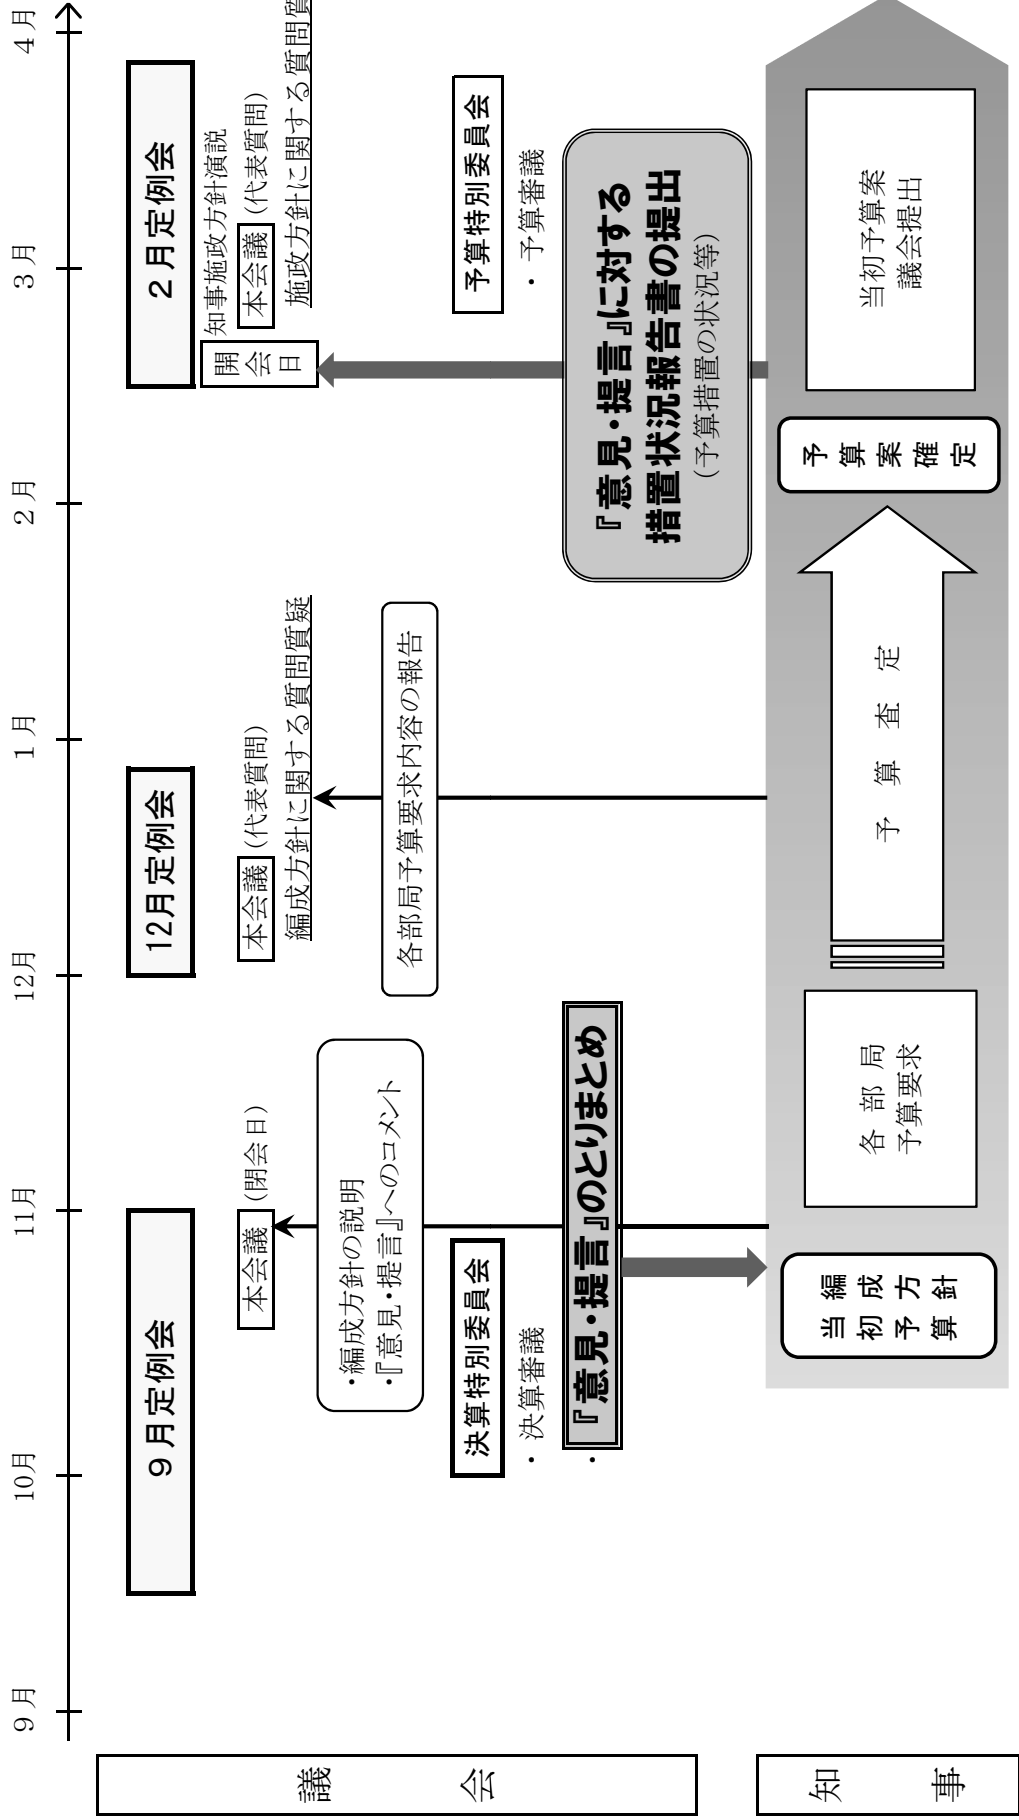 9月
10月
11月
12月
1月
2月
3月
4月
議会
9月定例会
本会議 (閉会日)
・編成方針の説明
・『意見・提言』へのコメント
決算特別委員会
・決算審議
・『意見・提言』のとりまとめ
12月定例会
本会議 (代表質問)
編成方針に関する質問質疑
各部局予算要求内容の報告
2月定例会
開会日
知事施政方針演説
本会議 (代表質問)
施政方針に関する質問質
予算特別委員会
・予算審議
『意見・提言』に対する
措置状況報告書の提出
(予算措置の状況等)
知事
当初予算
編成方針
各部局
予算要求
予算査定
予算案確定
当初予算案
議会提出